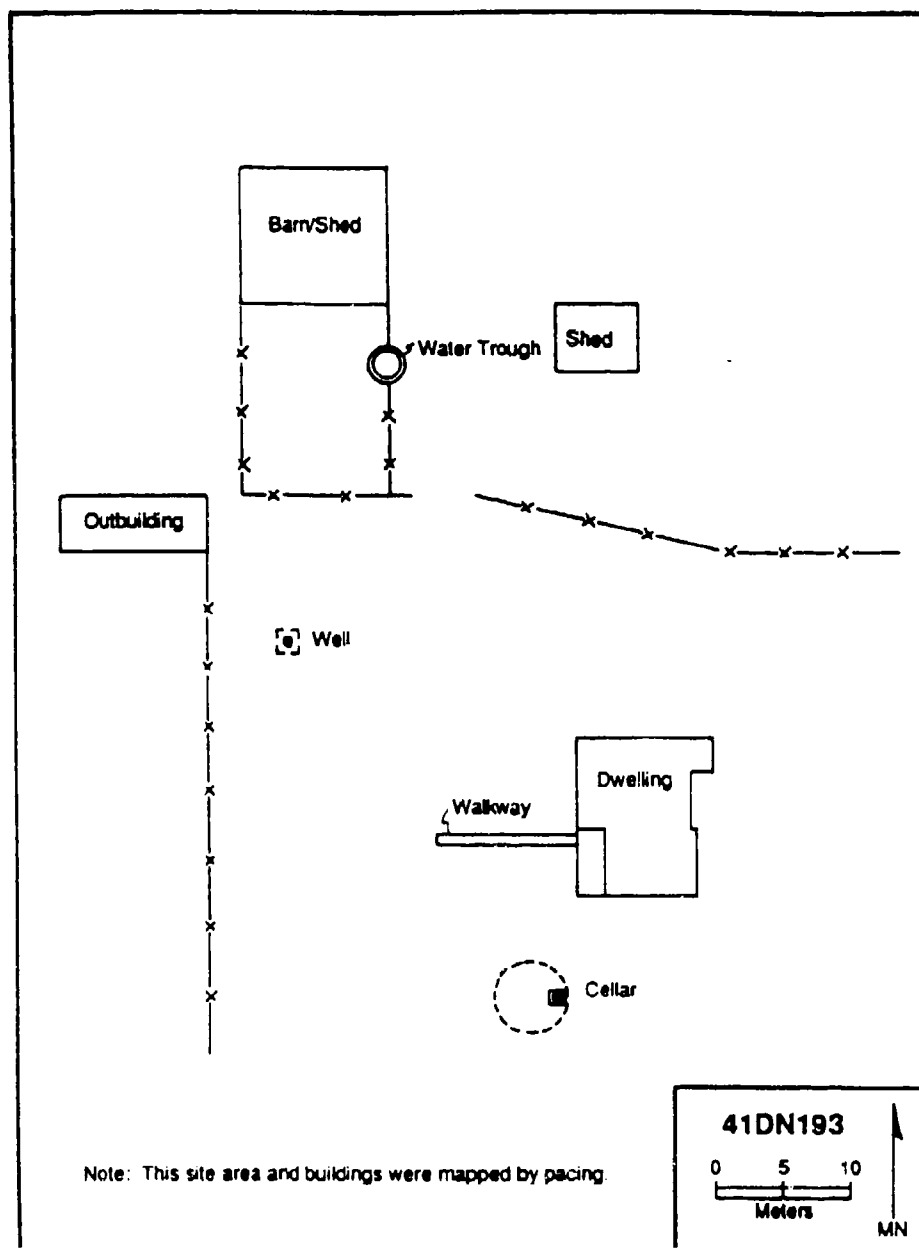 Barn/Shed
Water Trough
Shed
Outbuilding
Well
Dwelling
Walkway
Cellar
41DN193
0 5 10
Meters
MN
Note: This site area and buildings were mapped by pacing.